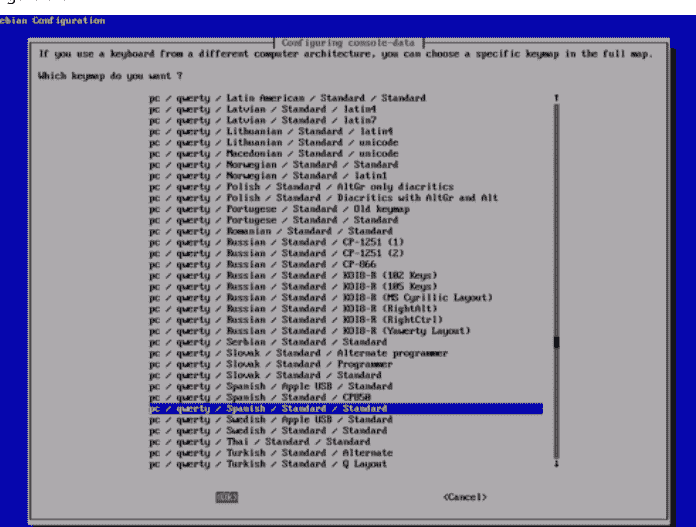 ebian Configuration
Configuring console-data
If you use a keyboard from a different computer architecture, you can choose a specific keymap in the full map.
Which keymap do you want ?
pc / qwerty / Latin American / Standard / Standard
pc / qwerty / Latvian / Standard / latin4
pc / qwerty / Latvian / Standard / latin7
pc / qwerty / Lithuanian / Standard / latin4
pc / qwerty / Lithuanian / Standard / unicode
pc / qwerty / Macedonian / Standard / unicode
pc / qwerty / Norwegian / Standard / Standard
pc / qwerty / Norwegian / Standard / latin1
pc / qwerty / Polish / Standard / AltGr only diacritics
pc / qwerty / Polish / Standard / Diacritics with AltGr and Alt
pc / qwerty / Portugese / Standard / Old keymap
pc / qwerty / Portugese / Standard / Standard
pc / qwerty / Romanian / Standard / Standard
pc / qwerty / Russian / Standard / CP-1251 (1)
pc / qwerty / Russian / Standard / CP-1251 (2)
pc / qwerty / Russian / Standard / CP-866
pc / qwerty / Russian / Standard / KOI8-R (102 Keys)
pc / qwerty / Russian / Standard / KOI8-R (105 Keys)
pc / qwerty / Russian / Standard / KOI8-R (MS Cyrillic Layout)
pc / qwerty / Russian / Standard / KOI8-R (RightAlt)
pc / qwerty / Russian / Standard / KOI8-R (RightCtrl)
pc / qwerty / Russian / Standard / KOI8-R (Yawerty Layout)
pc / qwerty / Serbian / Standard / Standard
pc / qwerty / Slovak / Standard / Alternate programmer
pc / qwerty / Slovak / Standard / Programmer
pc / qwerty / Slovak / Standard / Standard
pc / qwerty / Spanish / Apple USB / Standard
pc / qwerty / Spanish / Standard / CP850
pc / qwerty / Spanish / Standard / Standard
pc / qwerty / Swedish / Apple USB / Standard
pc / qwerty / Swedish / Standard / Standard
pc / qwerty / Thai / Standard / Standard
pc / qwerty / Turkish / Standard / Alternate
pc / qwerty / Turkish / Standard / Q Layout
<Ok> <Cancel>